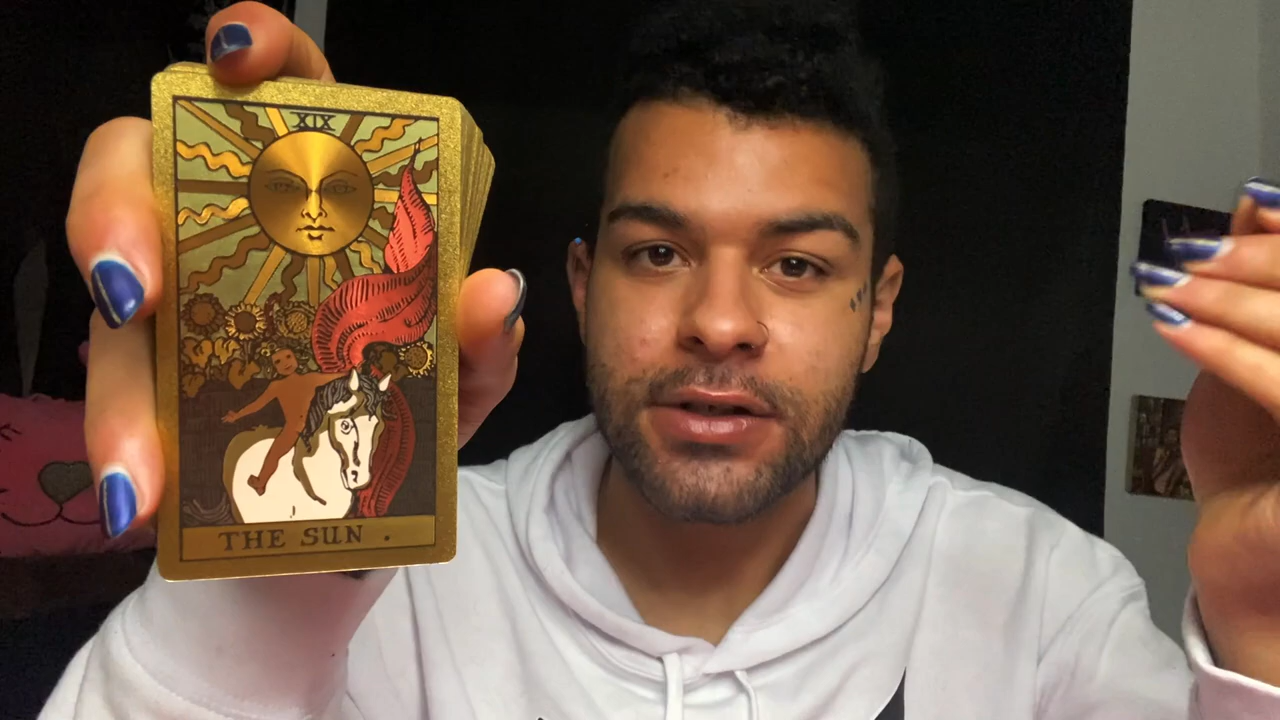 XIX
THE SUN .